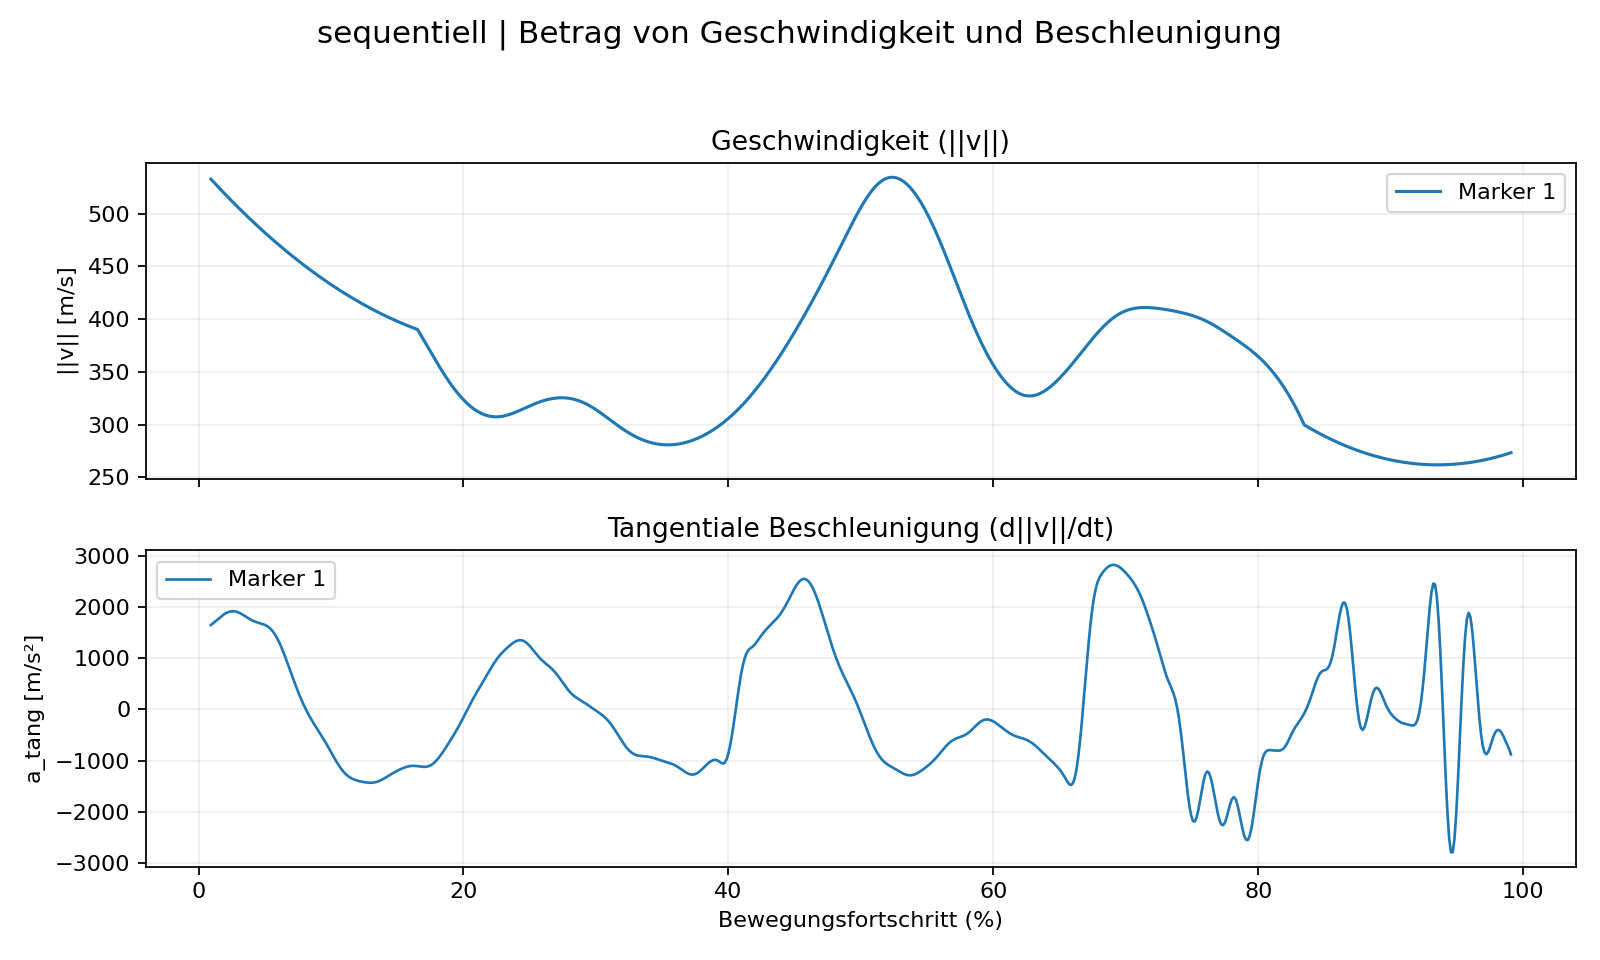 sequentiell | Betrag von Geschwindigkeit und Beschleunigung
Geschwindigkeit (||v||)
||v|| [m/s]
500
450
400
350
300
250
Marker 1
Tangentiale Beschleunigung (d||v||/dt)
a_tang [m/s²]
3000
2000
1000
0
−1000
−2000
−3000
Marker 1
0
20
40
60
80
100
Bewegungsfortschritt (%)